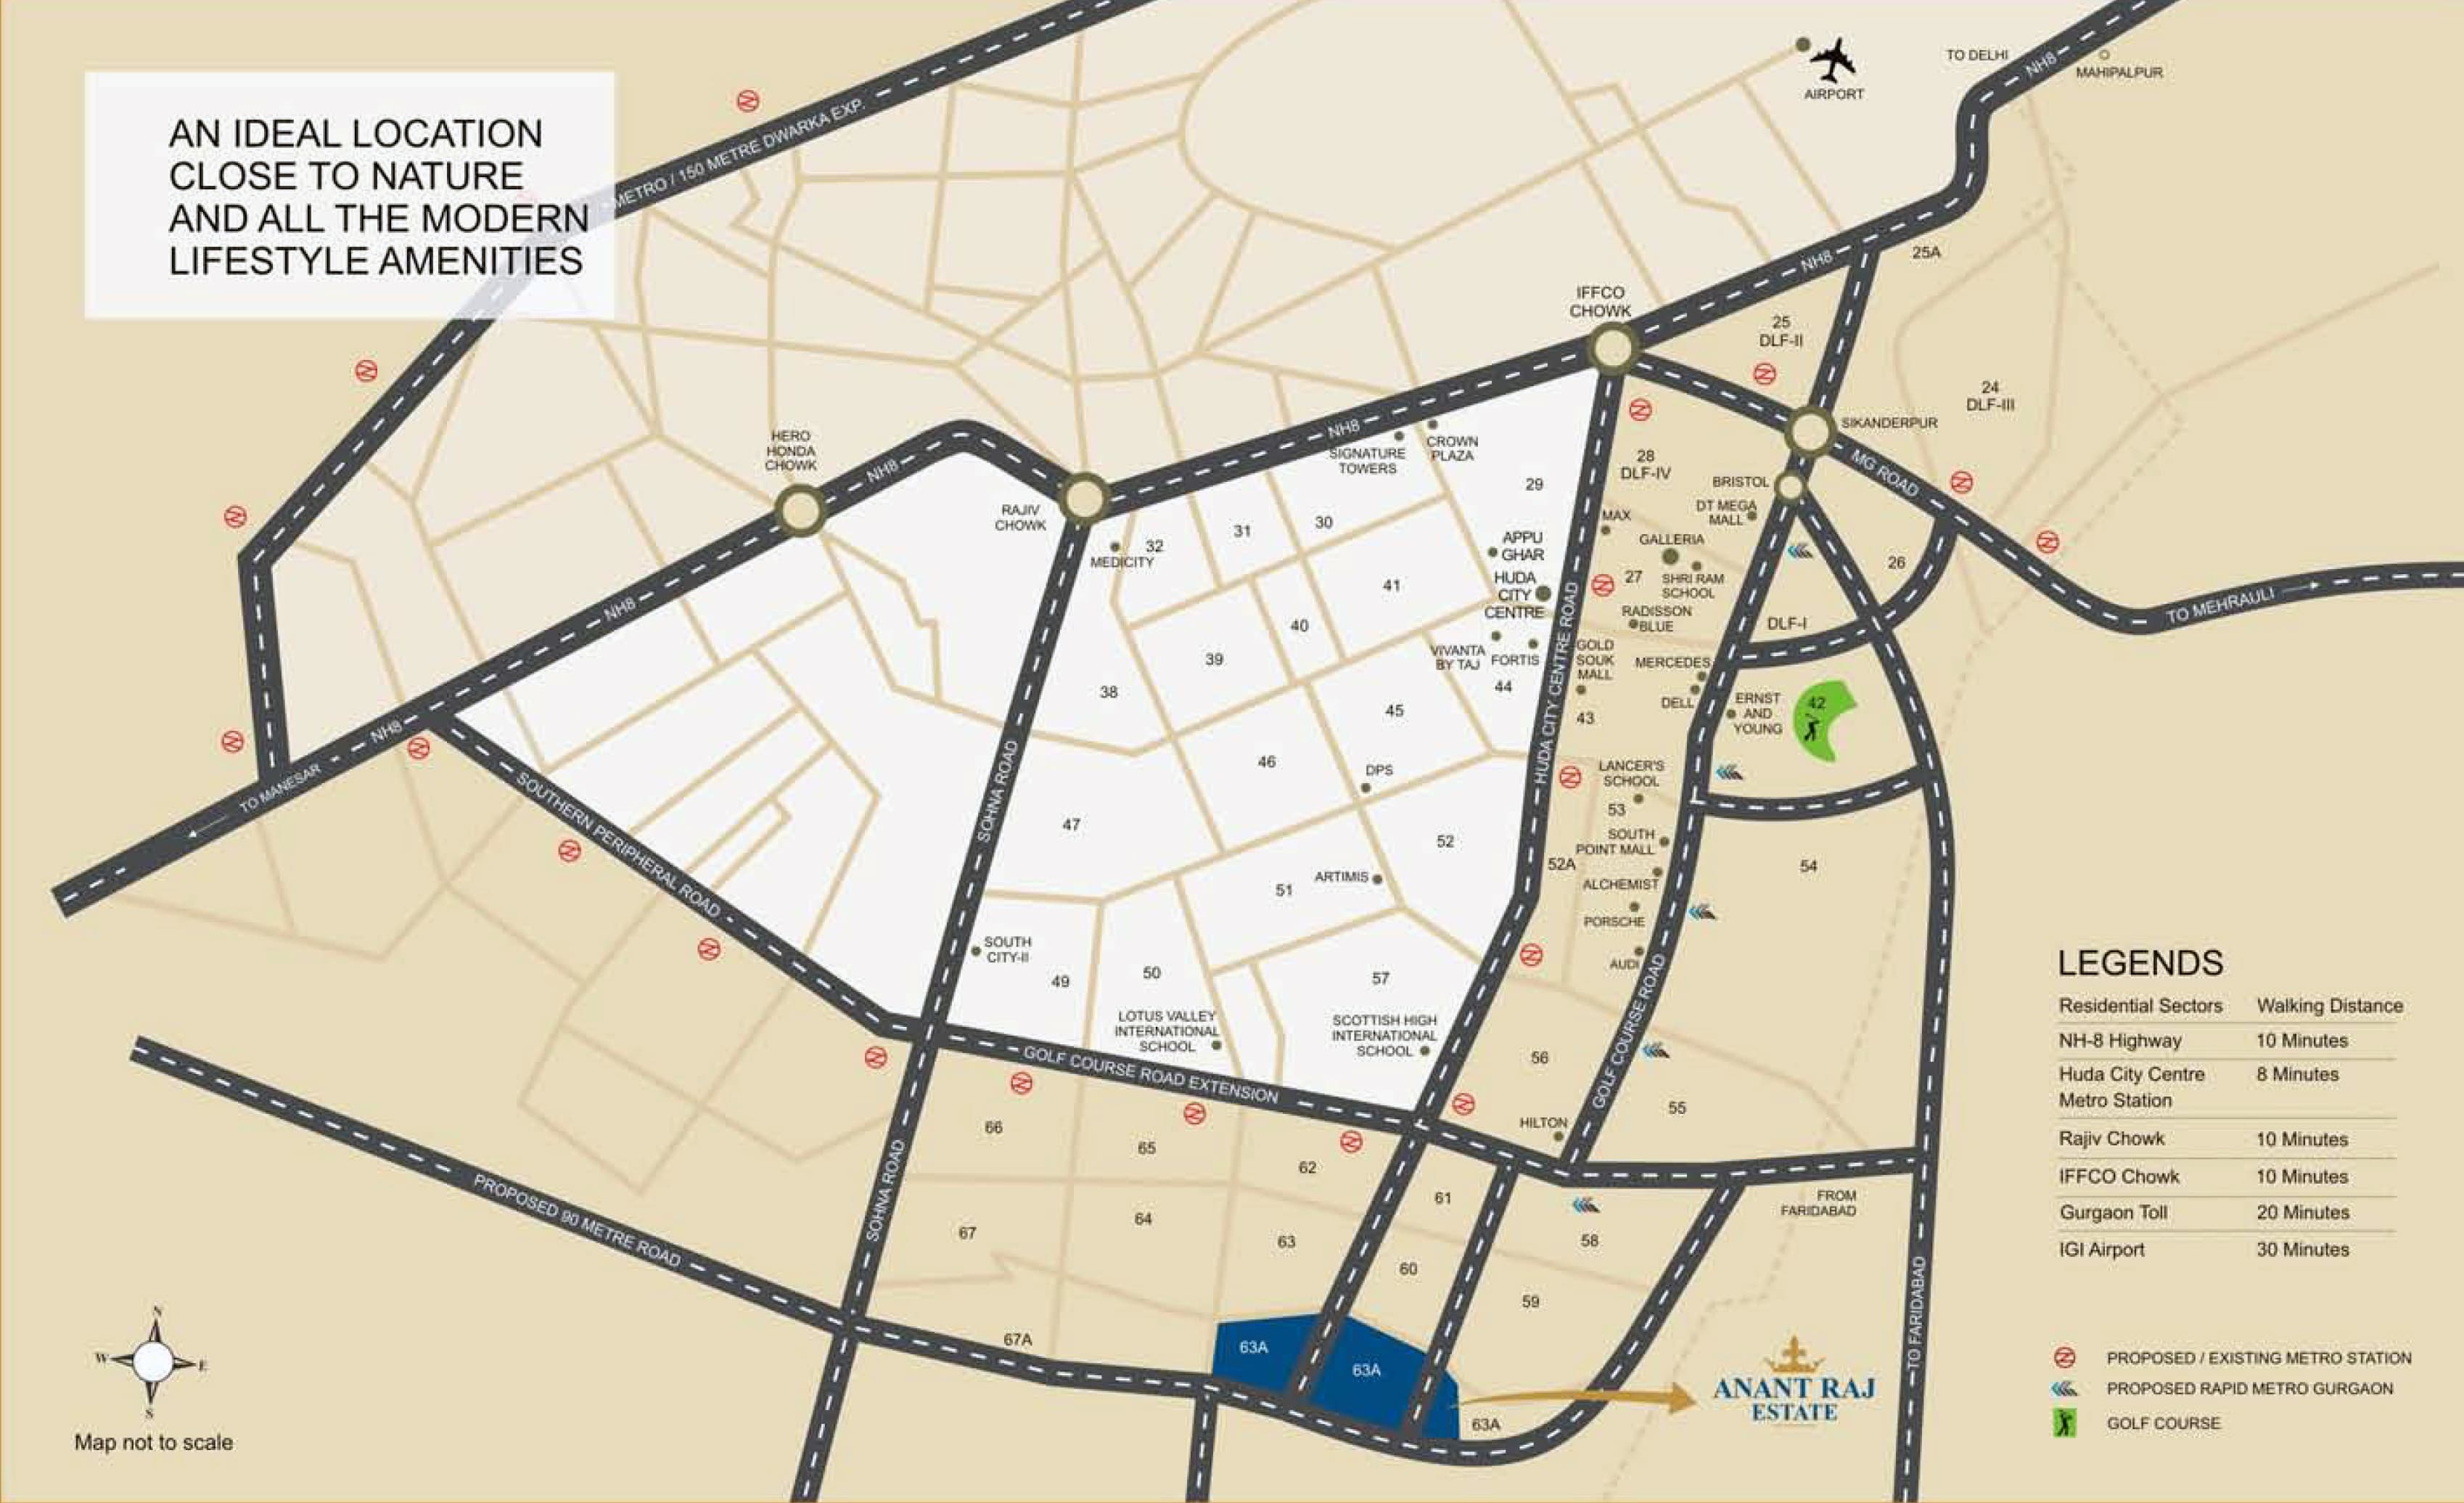 AN IDEAL LOCATION
CLOSE TO NATURE
AND ALL THE MODERN
LIFESTYLE AMENITIES
METRO / 150 METRE DWARKA EXP.
AIRPORT
TO DELHI
NH8
MAHIPALPUR
25A
NH8
IFFCO
CHOWK
25
DLF-II
24
DLF-III
SIKANDERPUR
MG ROAD
TO MEHRAULI
HERO
HONDA
CHOWK
NH8
RAJIV
CHOWK
NH8
SIGNATURE
TOWERS
CROWN
PLAZA
29
28
DLF-IV
BRISTOL
DT MEGA
MALL
MAX
GALLERIA
27
SHRI RAM
SCHOOL
RADISSON
BLUE
26
DLF-I
MEDICITY
32
31
30
41
40
39
38
APPU
GHAR
HUDA
CITY
CENTRE
VIVANTA
BY TAJ
FORTIS
44
HUDA CITY CENTRE ROAD
GOLD
SOUK
MALL
43
MERCEDES
DELL
ERNST
AND
YOUNG
42
45
46
DPS
47
52
51
ARTIMIS
LANCER'S
SCHOOL
53
SOUTH
POINT MALL
52A
ALCHEMIST
PORSCHE
AUDI
54
NH8
NH8
TO MANESAR
SOUTHERN PERIPHERAL ROAD
SOHNA ROAD
SOUTH
CITY-II
49
50
57
LOTUS VALLEY
INTERNATIONAL
SCHOOL
SCOTTISH HIGH
INTERNATIONAL
SCHOOL
GOLF COURSE ROAD EXTENSION
56
GOLF COURSE ROAD
55
HILTON
FROM
FARIDABAD
66
65
62
61
67
64
63
60
58
59
SOHNA ROAD
PROPOSED 90 METRE ROAD
67A
63A
63A
63A
TO FARIDABAD
ANANT RAJ
ESTATE
LEGENDS
Residential Sectors Walking Distance
NH-8 Highway 10 Minutes
Huda City Centre 8 Minutes
Metro Station
Rajiv Chowk 10 Minutes
IFFCO Chowk 10 Minutes
Gurgaon Toll 20 Minutes
IGI Airport 30 Minutes
PROPOSED / EXISTING METRO STATION
PROPOSED RAPID METRO GURGAON
GOLF COURSE
N
W
E
S
Map not to scale